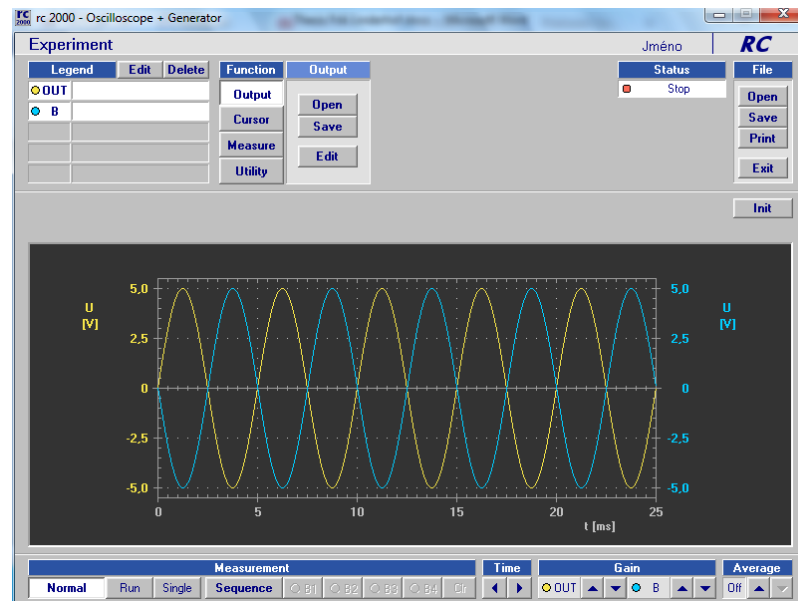 rc 2000 - Oscilloscope + Generator
Experiment
Jméno
RC
Legend Edit Delete Function Output Status File
OUT Output Open Stop Open
B Cursor Save Save
Measure Edit Print
Utility Exit
Init
5,0 5,0
U U
[V] [V]
2,5 2,5
0 0
-2,5 -2,5
-5,0 -5,0
0 5 10 15 20 25
t [ms]
Measurement Time Gain Average
Normal Run Single Sequence B1 B2 B3 B4 Clr OUT B Off